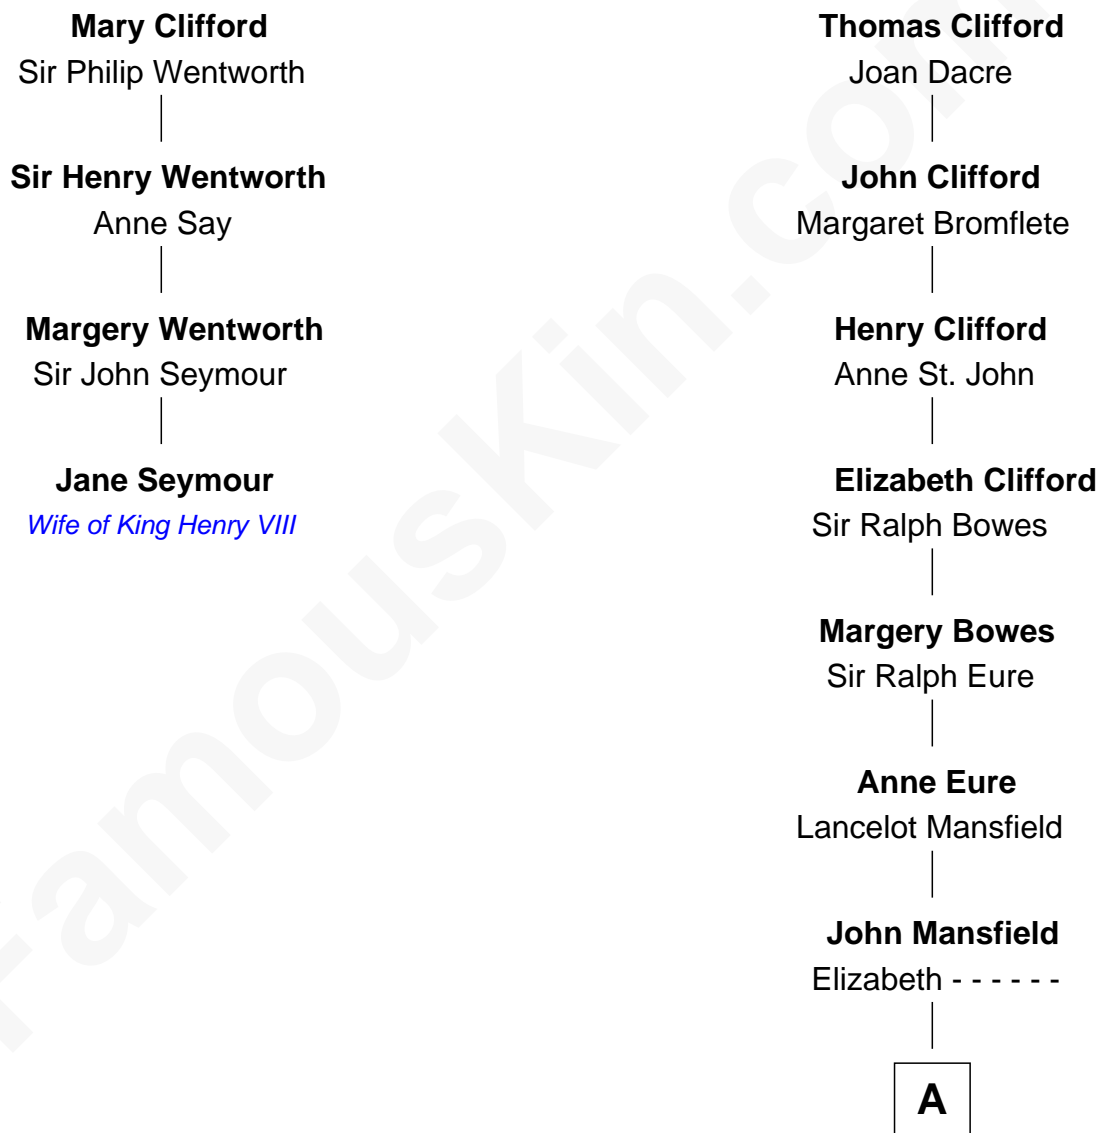 Mary Clifford
Sir Philip Wentworth
Sir Henry Wentworth
Anne Say
Margery Wentworth
Sir John Seymour
Jane Seymour
Wife of King Henry VIII
Thomas Clifford
Joan Dacre
John Clifford
Margaret Bromflete
Henry Clifford
Anne St. John
Elizabeth Clifford
Sir Ralph Bowes
Margery Bowes
Sir Ralph Eure
Anne Eure
Lancelot Mansfield
John Mansfield
Elizabeth - - - - - -
A
FamousKin.com